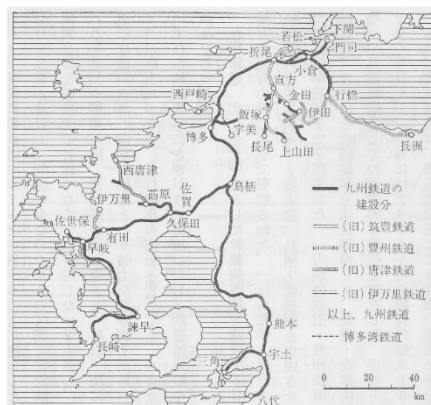 下関
若松
門司
折尾
小倉
直方
行橋
西戸崎
金田
飯塚
伊田
宇美
博多
長洲
長尾
上山田
西唐津
莇原
佐賀
鳥栖
伊万里
久保田
佐世保
有田
早岐
諫早
長崎
熊本
宇土
三角
八代
九州鉄道の
建設分
(旧)筑豊鉄道
(旧)豊州鉄道
(旧)唐津鉄道
(旧)伊万里鉄道
以上、九州鉄道
博多湾鉄道
0 20 40
km